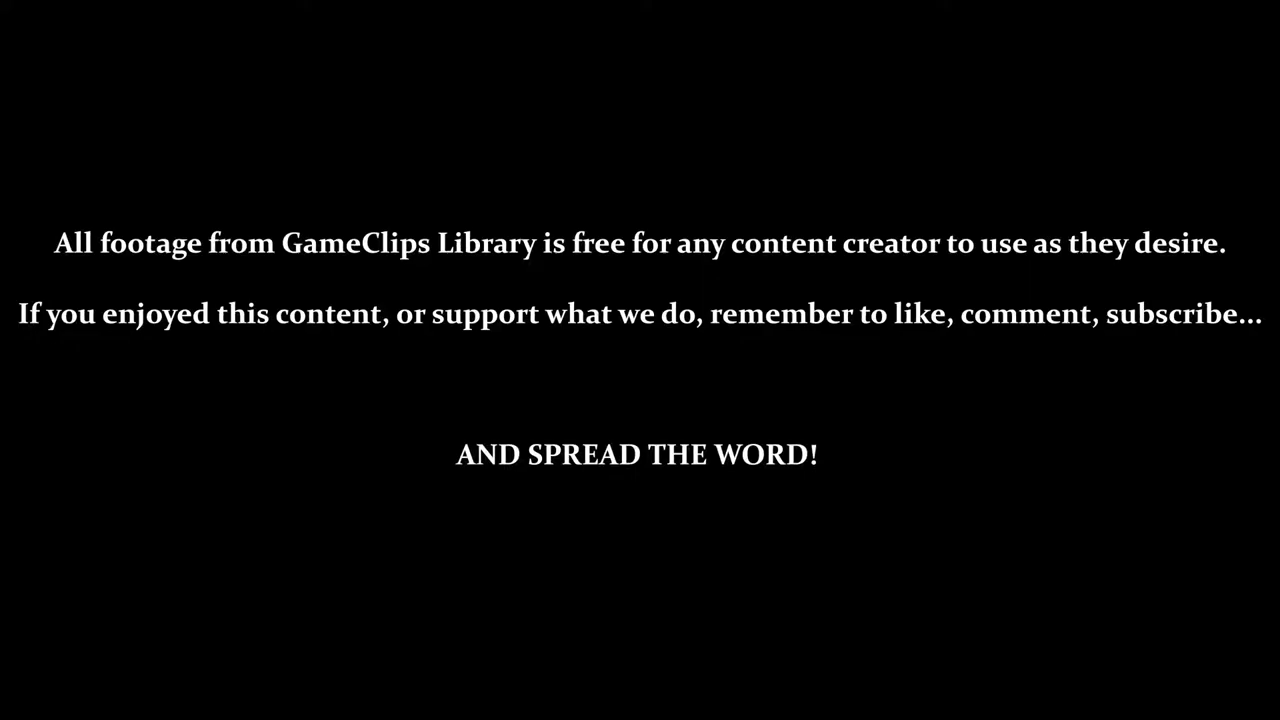 All footage from GameClips Library is free for any content creator to use as they desire.
If you enjoyed this content, or support what we do, remember to like, comment, subscribe...
AND SPREAD THE WORD!